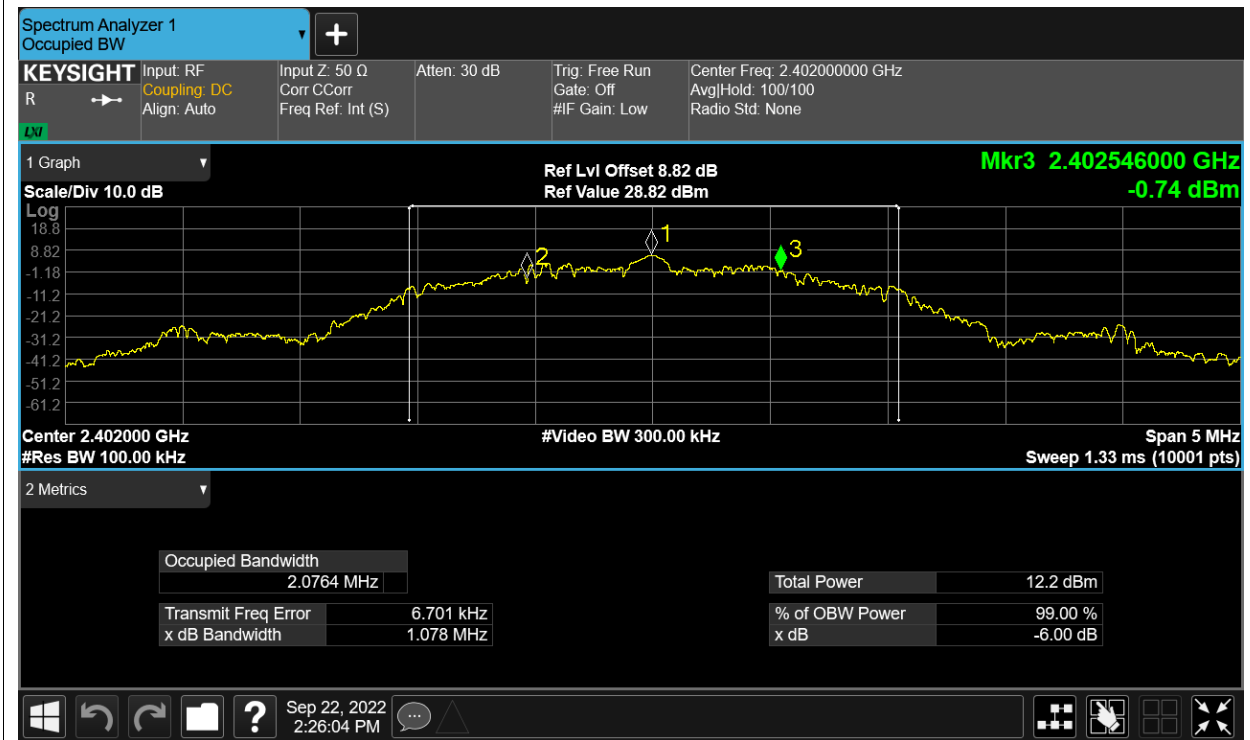 Spectrum Analyzer 1
Occupied BW
KEYSIGHT
R
LXI
Input: RF
Coupling: DC
Align: Auto
Input Z: 50 Ω
Corr CCorr
Freq Ref: Int (S)
Atten: 30 dB
Trig: Free Run
Gate: Off
#IF Gain: Low
Center Freq: 2.402000000 GHz
Avg|Hold: 100/100
Radio Std: None
1 Graph
Scale/Div 10.0 dB
Ref Lvl Offset 8.82 dB
Ref Value 28.82 dBm
Mkr3 2.402546000 GHz
-0.74 dBm
Log
18.8
8.82
-1.18
-11.2
-21.2
-31.2
-41.2
-51.2
-61.2
1
2
3
Center 2.402000 GHz
#Video BW 300.00 kHz
Span 5 MHz
#Res BW 100.00 kHz
Sweep 1.33 ms (10001 pts)
2 Metrics
Occupied Bandwidth
2.0764 MHz
Total Power 12.2 dBm
Transmit Freq Error 6.701 kHz
% of OBW Power 99.00 %
x dB Bandwidth 1.078 MHz
x dB -6.00 dB
?
Sep 22, 2022
2:26:04 PM